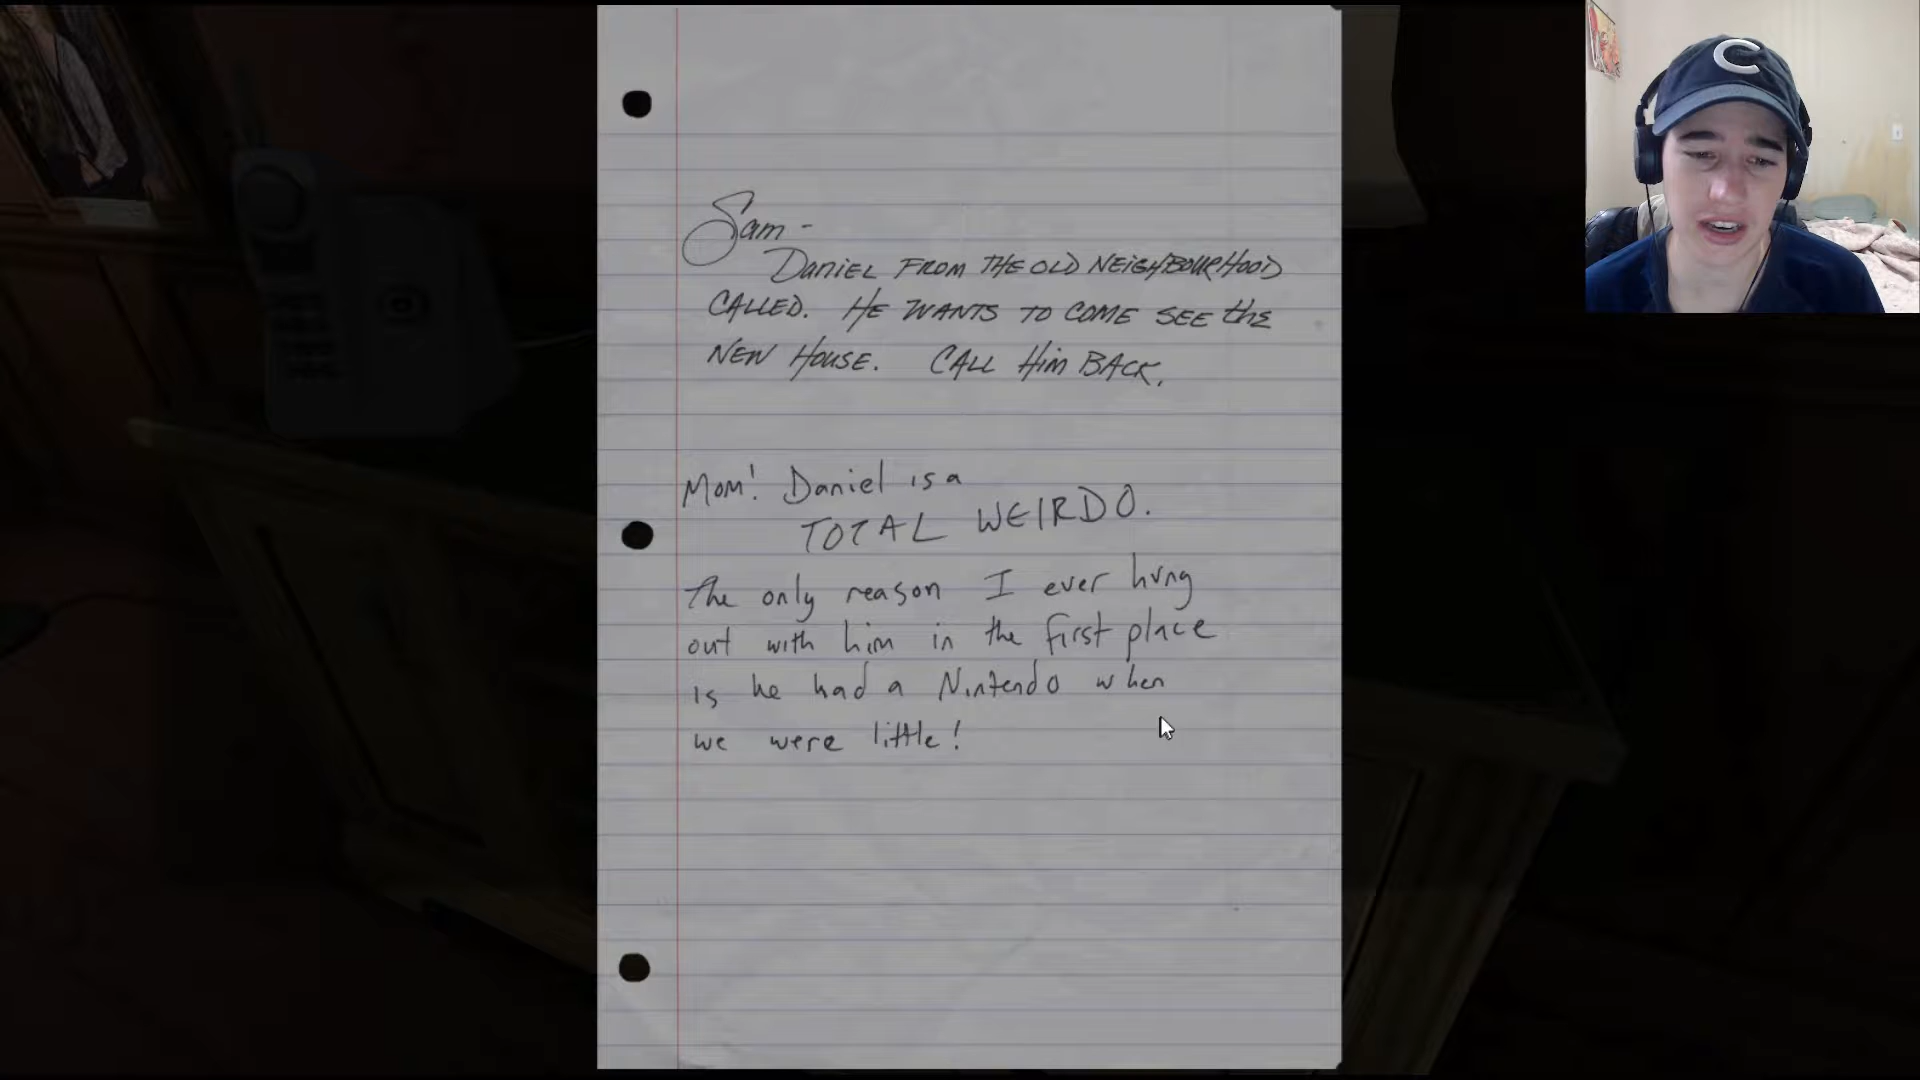 Sam -
DANIEL FROM THE OLD NEIGHBOURHOOD
CALLED. HE WANTS TO COME SEE the
NEW HOUSE. CALL HIM BACK.
Mom! Daniel is a
TOTAL WEIRDO.
The only reason I ever hung
out with him in the first place
is he had a Nintendo when
we were little!
C